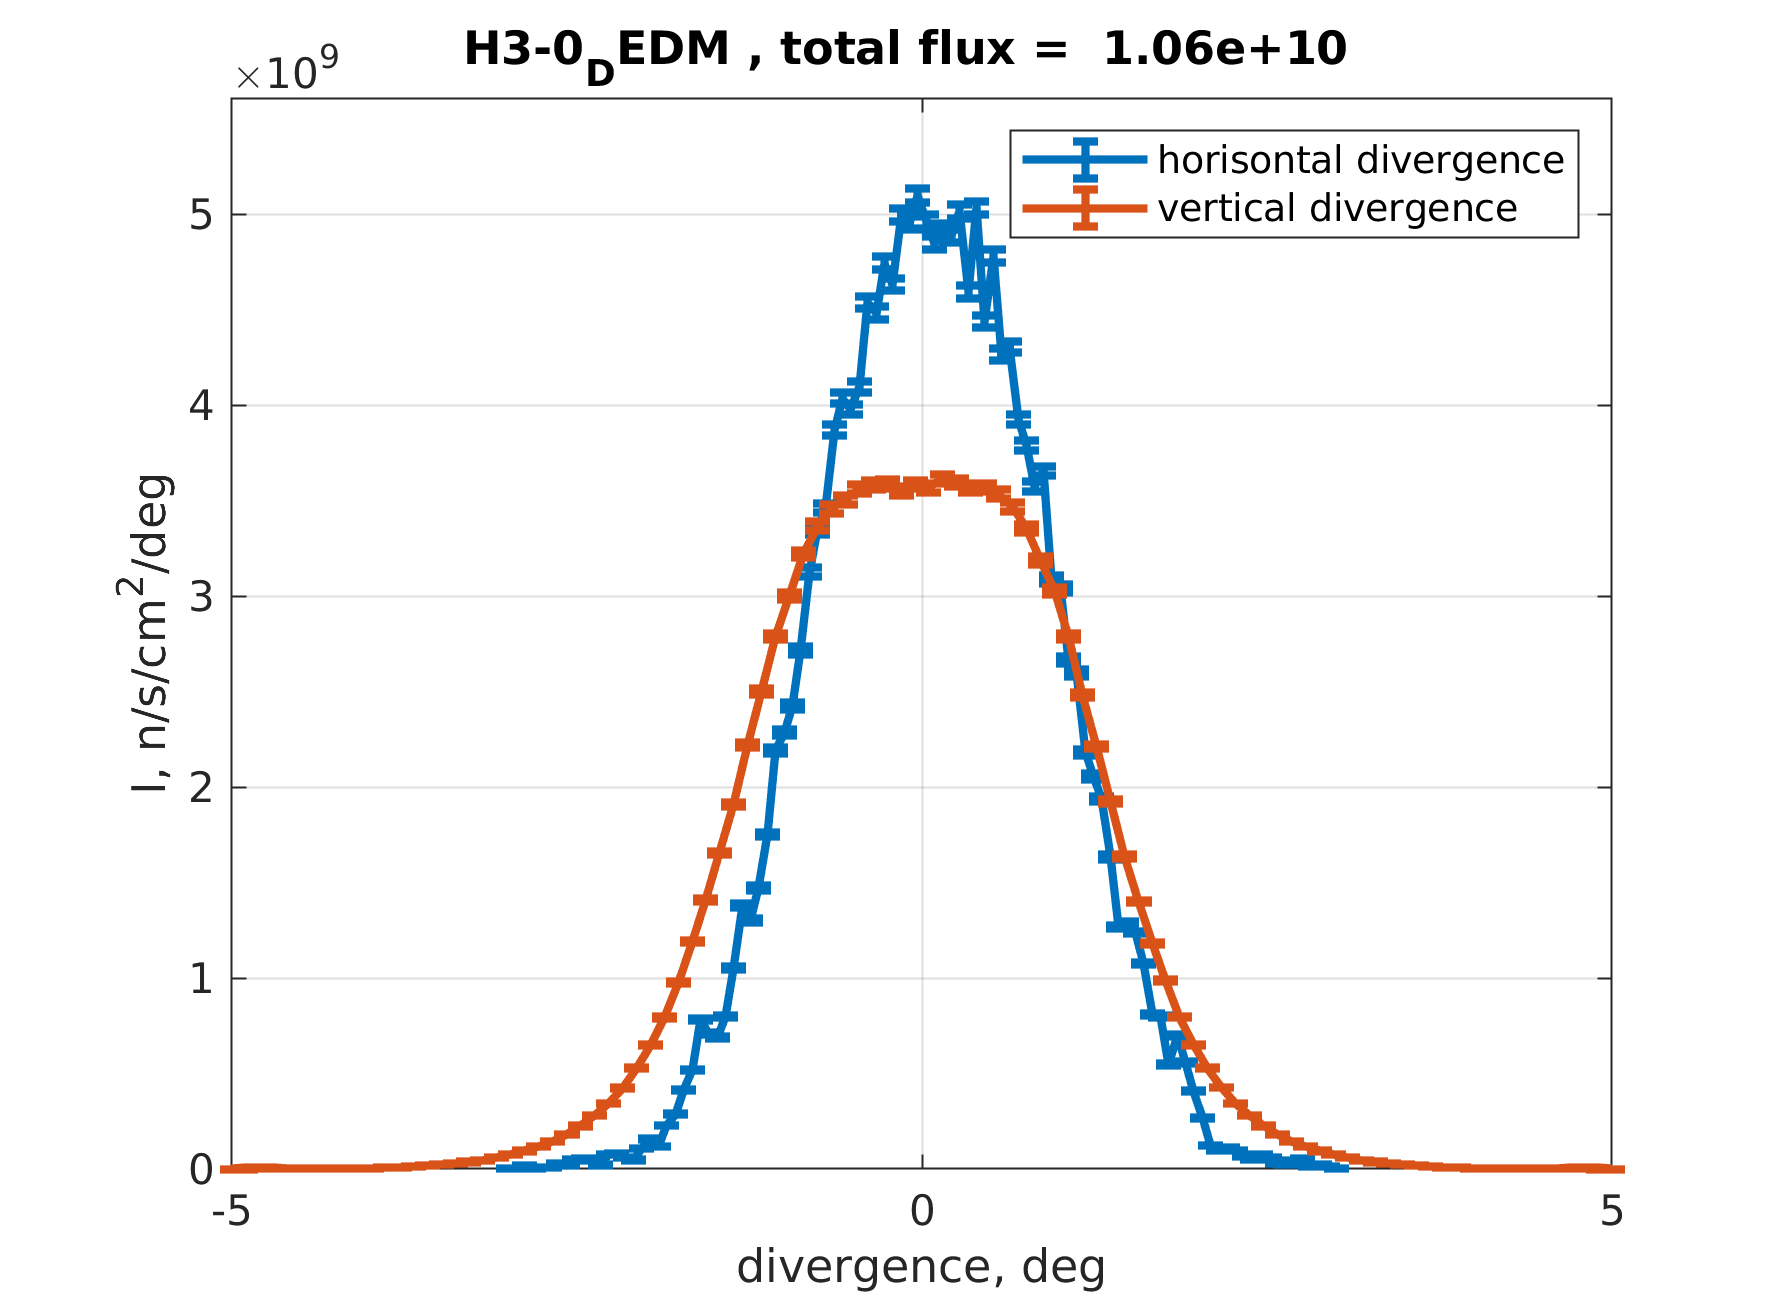 H3-0_DEDM , total flux =  1.06e+10
×10^9
horisontal divergence
vertical divergence
I, n/s/cm^2/deg
5
4
3
2
1
0
-5 0 5
divergence, deg